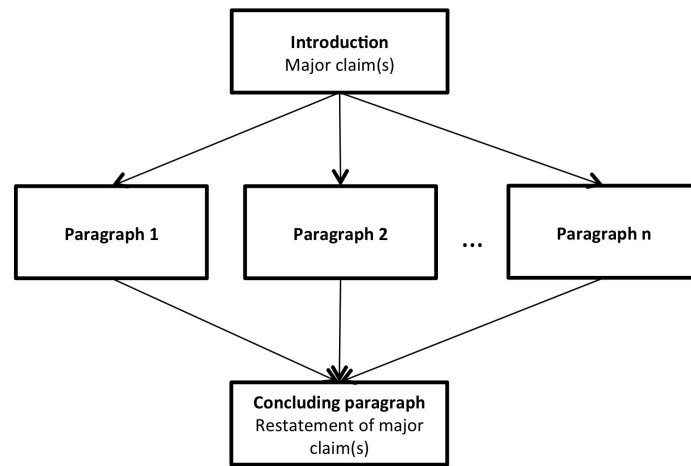 Introduction
Major claim(s)
Paragraph 1
Paragraph 2
...
Paragraph n
Concluding paragraph
Restatement of major
claim(s)